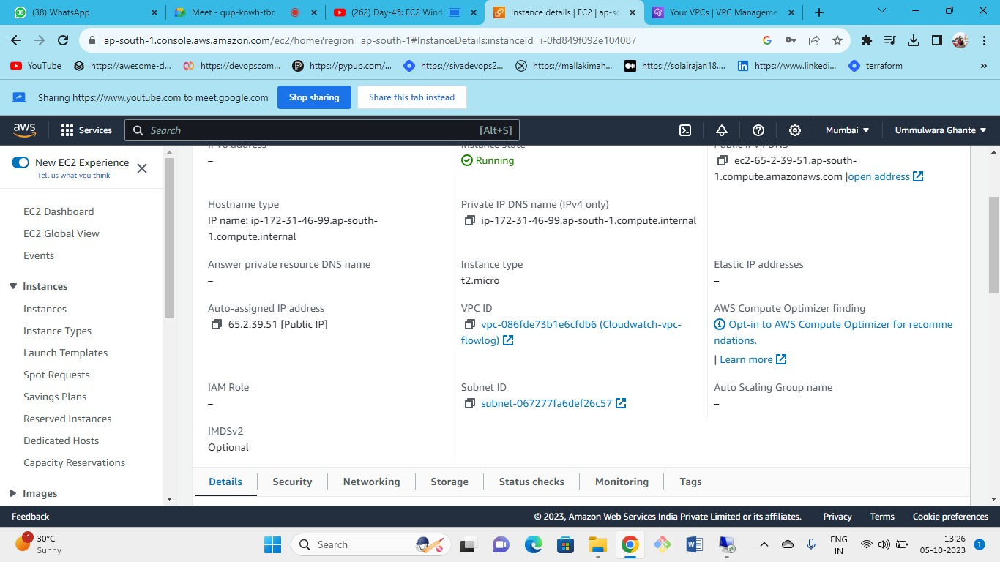 (38) WhatsApp
Meet - qup-knwh-tbr
(262) Day-45: EC2 Wind
Instance details | EC2 | ap-so
Your VPCs | VPC Manageme
ap-south-1.console.aws.amazon.com/ec2/home?region=ap-south-1#InstanceDetails:instanceId=i-0fd849f092e104087
YouTube
https://awesome-d...
https://devopscom...
https://pypup.com/...
https://sivadevops2...
https://mallakimah...
https://solairajan18....
https://www.linkedi...
terraform
Sharing https://www.youtube.com to meet.google.com
Stop sharing
Share this tab instead
aws
Services
Search
[Alt+S]
Mumbai
Ummulwara Ghante
New EC2 Experience
Tell us what you think
EC2 Dashboard
EC2 Global View
Events
Instances
Instances
Instance Types
Launch Templates
Spot Requests
Savings Plans
Reserved Instances
Dedicated Hosts
Capacity Reservations
Images
IPv6 address
–
Instance state
Running
Public IPv4 DNS
ec2-65-2-39-51.ap-south-
1.compute.amazonaws.com |open address
Hostname type
IP name: ip-172-31-46-99.ap-south-
1.compute.internal
Private IP DNS name (IPv4 only)
ip-172-31-46-99.ap-south-1.compute.internal
Answer private resource DNS name
–
Instance type
t2.micro
Elastic IP addresses
–
Auto-assigned IP address
65.2.39.51 [Public IP]
VPC ID
vpc-086fde73b1e6cfdb6 (Cloudwatch-vpc-
flowlog)
AWS Compute Optimizer finding
Opt-in to AWS Compute Optimizer for recomme
ndations.
| Learn more
IAM Role
–
Subnet ID
subnet-067277fa6def26c57
Auto Scaling Group name
–
IMDSv2
Optional
Details
Security
Networking
Storage
Status checks
Monitoring
Tags
Feedback
© 2023, Amazon Web Services India Private Limited or its affiliates.
Privacy
Terms
Cookie preferences
1
30°C
Sunny
Search
ENG
IN
13:26
05-10-2023
1